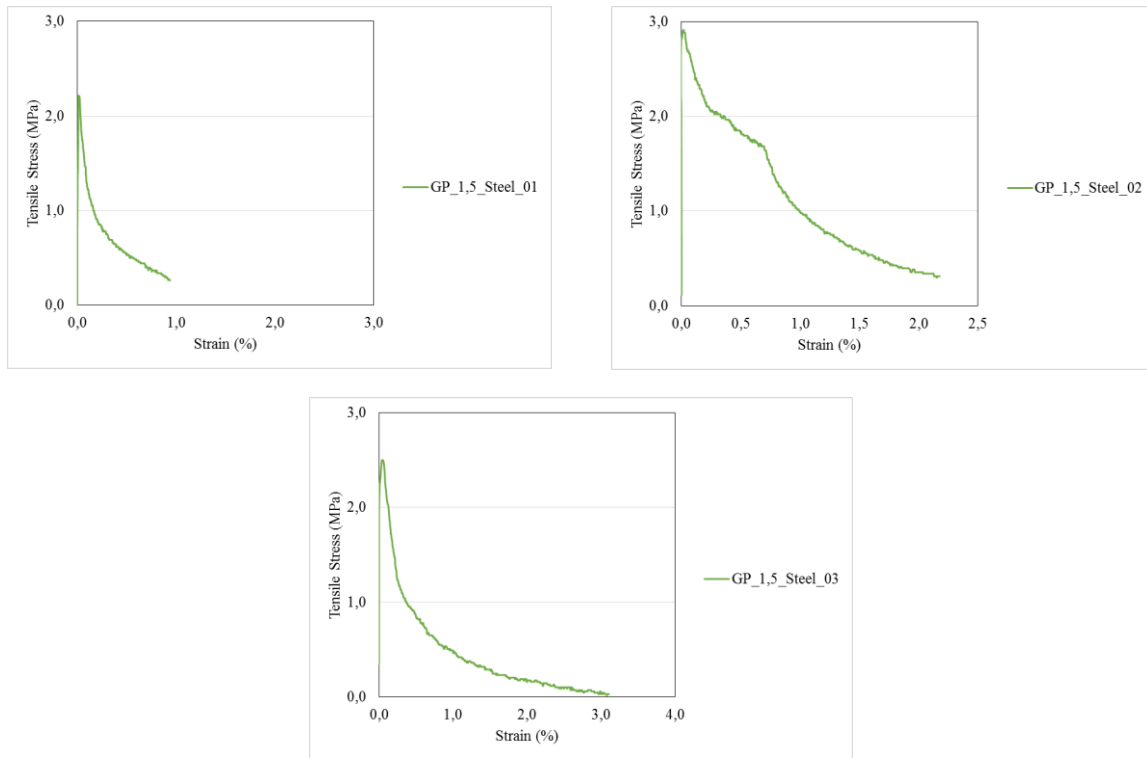 3,0
2,0
1,0
0,0
Tensile Stress (MPa)
0,0 1,0 2,0 3,0
Strain (%)
GP_1,5_Steel_01
3,0
2,0
1,0
0,0
Tensile Stress (MPa)
0,0 0,5 1,0 1,5 2,0 2,5
Strain (%)
GP_1,5_Steel_02
3,0
2,0
1,0
0,0
Tensile Stress (MPa)
0,0 1,0 2,0 3,0 4,0
Strain (%)
GP_1,5_Steel_03